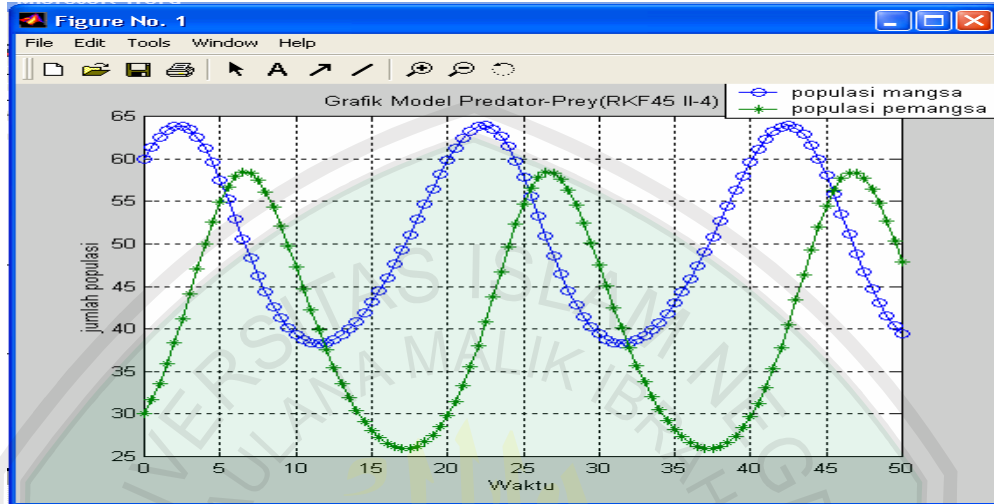 Figure No. 1
File Edit Tools Window Help
A
Grafik Model Predator-Prey(RKF45 II-4)
populasi mangsa
populasi pemangsa
65
60
55
50
45
40
35
30
25
jumlah populasi
0 5 10 15 20 25 30 35 40 45 50
Waktu